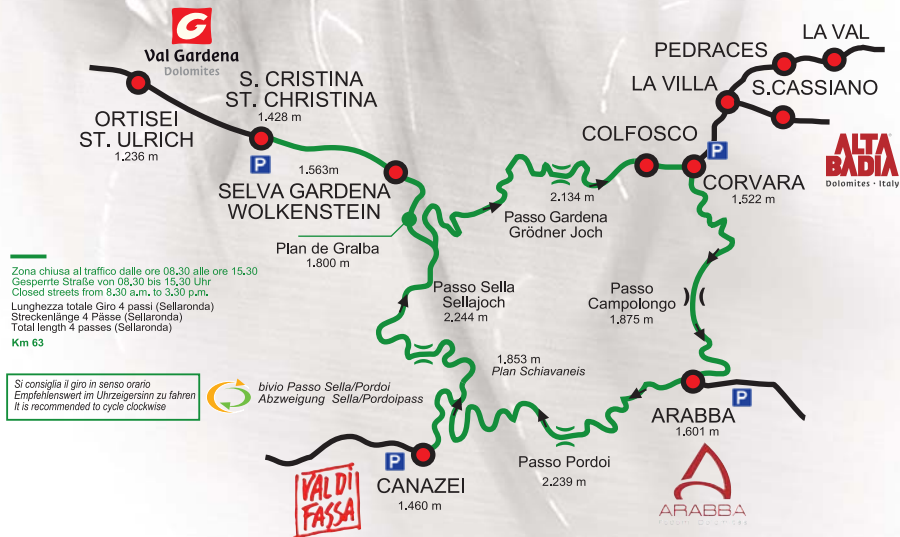 Val Gardena
Dolomites
ORTISEI
ST. ULRICH
1.236 m
S. CRISTINA
ST. CHRISTINA
1.428 m
P
1.563m
SELVA GARDENA
WOLKENSTEIN
Plan de Gralba
1.800 m
2.134 m
Passo Gardena
Grödner Joch
COLFOSCO
LA VILLA
PEDRACES
LA VAL
S.CASSIANO
P
CORVARA
1.522 m
ALTA
BADIA
Dolomites · Italy
Zona chiusa al traffico dalle ore 08.30 alle ore 15.30
Gesperrte Straße von 08.30 bis 15.30 Uhr
Closed streets from 8.30 a.m. to 3.30 p.m.
Lunghezza totale Giro 4 passi (Sellaronda)
Streckenlänge 4 Pässe (Sellaronda)
Total length 4 passes (Sellaronda)
Km 63
Passo Sella
Sellajoch
2.244 m
Passo
Campolongo
1.875 m
1.853 m
Plan Schiavaneis
Si consiglia il giro in senso orario
Empfehlenswert im Uhrzeigersinn zu fahren
It is recommended to cycle clockwise
bivio Passo Sella/Pordoi
Abzweigung Sella/Pordoipass
ARABBA
1.601 m
P
Passo Pordoi
2.239 m
P
CANAZEI
1.460 m
VAL DI
FASSA
ARABBA